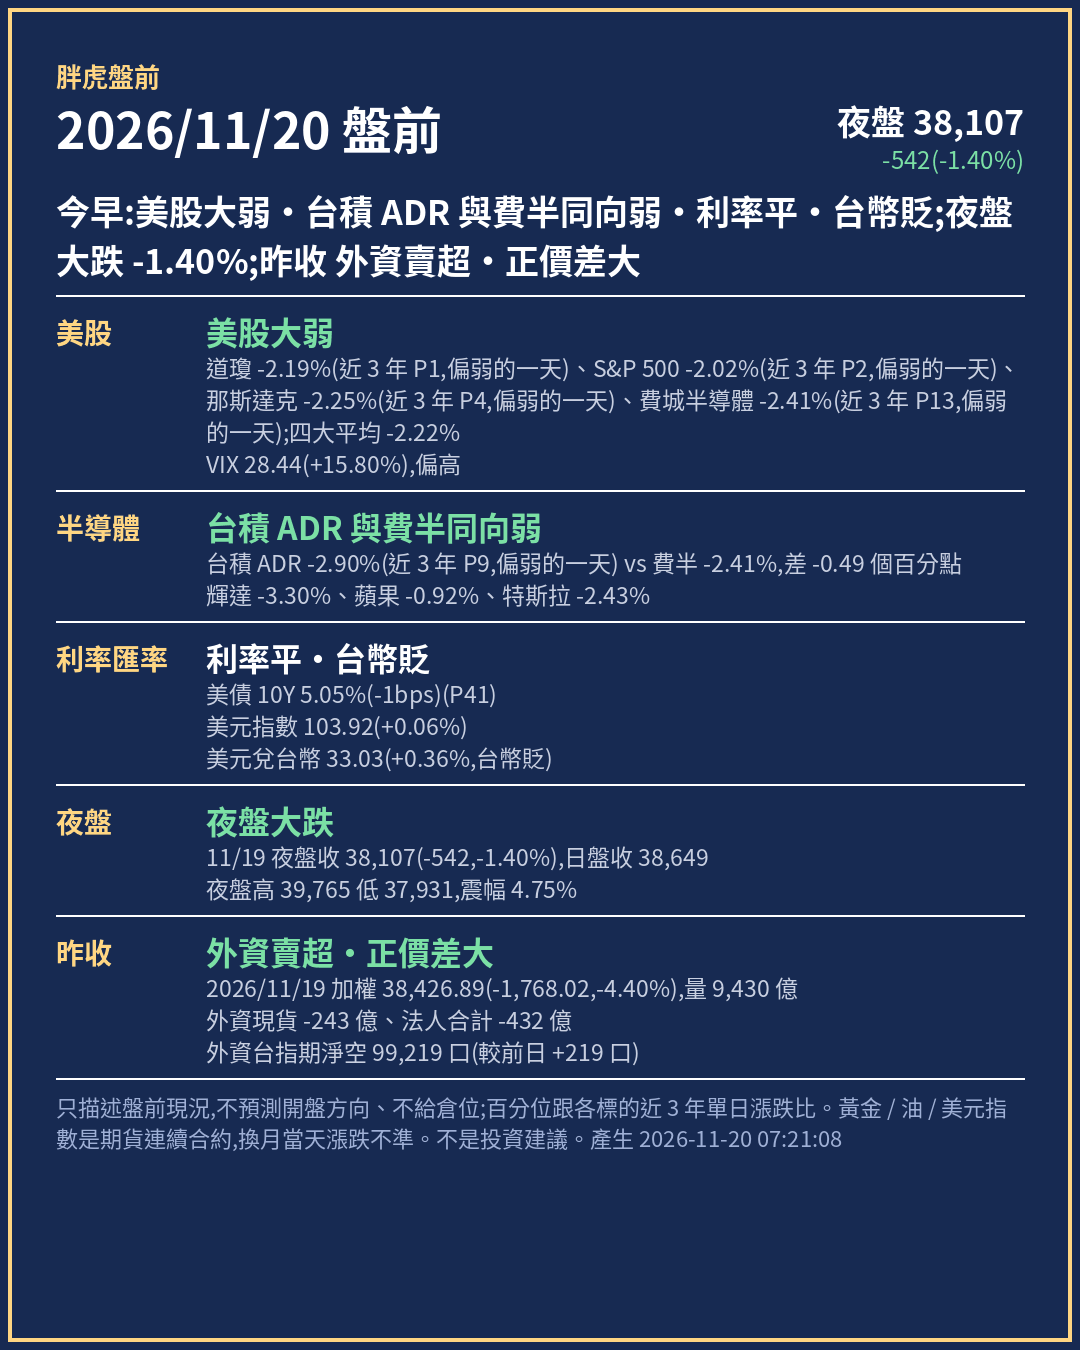 胖虎盤前
2026/11/20 盤前
夜盤 38,107
-542(-1.40%)
今早:美股大弱・台積 ADR 與費半同向弱・利率平・台幣貶;夜盤
大跌 -1.40%;昨收 外資賣超・正價差大
美股
美股大弱
道瓊 -2.19%(近 3 年 P1,偏弱的一天)、S&P 500 -2.02%(近 3 年 P2,偏弱的一天)、
那斯達克 -2.25%(近 3 年 P4,偏弱的一天)、費城半導體 -2.41%(近 3 年 P13,偏弱
的一天);四大平均 -2.22%
VIX 28.44(+15.80%),偏高
半導體
台積 ADR 與費半同向弱
台積 ADR -2.90%(近 3 年 P9,偏弱的一天) vs 費半 -2.41%,差 -0.49 個百分點
輝達 -3.30%、蘋果 -0.92%、特斯拉 -2.43%
利率匯率
利率平・台幣貶
美債 10Y 5.05%(-1bps)(P41)
美元指數 103.92(+0.06%)
美元兌台幣 33.03(+0.36%,台幣貶)
夜盤
夜盤大跌
11/19 夜盤收 38,107(-542,-1.40%),日盤收 38,649
夜盤高 39,765 低 37,931,震幅 4.75%
昨收
外資賣超・正價差大
2026/11/19 加權 38,426.89(-1,768.02,-4.40%),量 9,430 億
外資現貨 -243 億、法人合計 -432 億
外資台指期淨空 99,219 口(較前日 +219 口)
只描述盤前現況,不預測開盤方向、不給倉位;百分位跟各標的近 3 年單日漲跌比。黃金 / 油 / 美元指
數是期貨連續合約,換月當天漲跌不準。不是投資建議。產生 2026-11-20 07:21:08